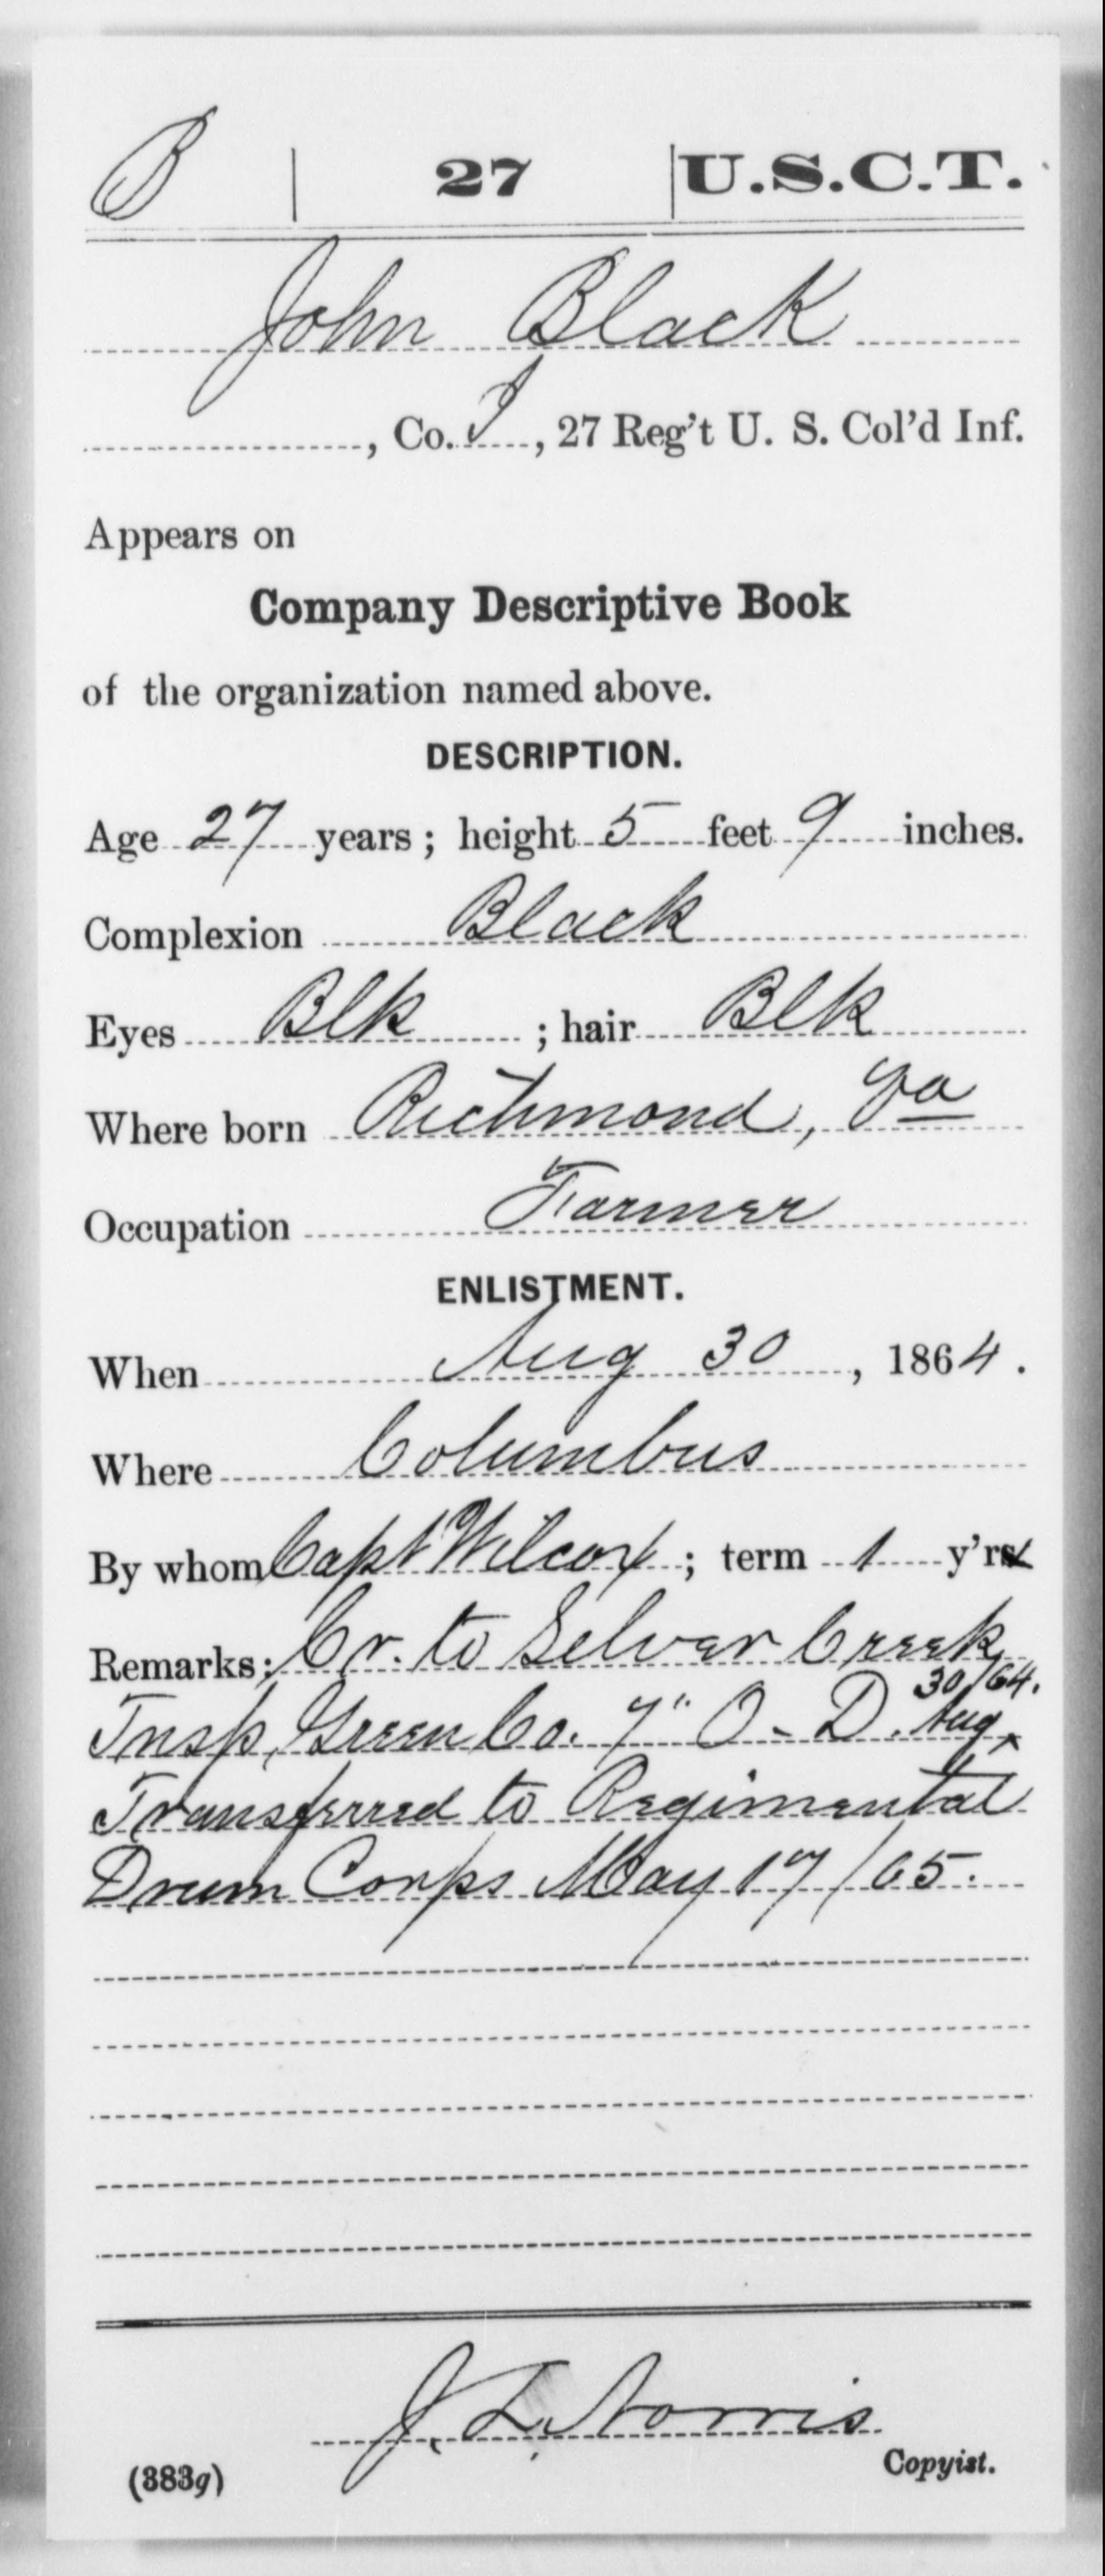 B | 27 | U.S.C.T.
John Black
, Co. I, 27 Reg't U. S. Col'd Inf.
Appears on
Company Descriptive Book
of the organization named above.
DESCRIPTION.
Age 27 years; height 5 feet 9 inches.
Complexion Black
Eyes Blk ; hair Blk
Where born Richmond, Va
Occupation Farmer
ENLISTMENT.
When Aug 30, 1864.
Where Columbus
By whom Capt Wilcox; term 1 y'rs
Remarks: Cr. to Silver Creek
Tnsp, Green Co. 7" O - D. Aug 30/64.
Transferred to Regimental
Drum Corps May 17/65.
J. L. Norris
(383g) Copyist.